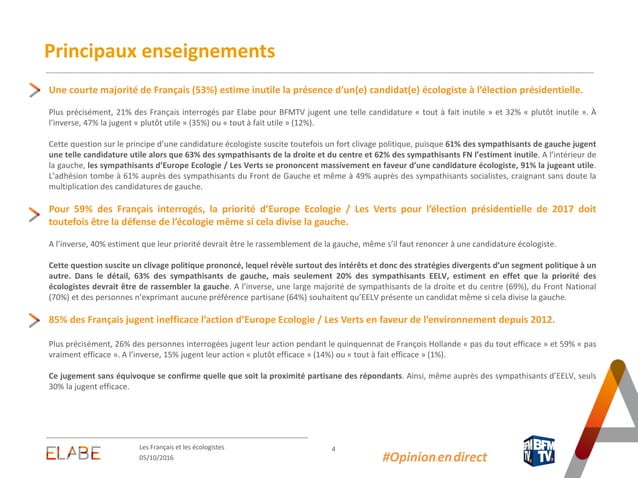 Principaux enseignements
Une courte majorité de Français (53%) estime inutile la présence d'un(e) candidat(e) écologiste à l'élection présidentielle.
Plus précisément, 21% des Français interrogés par Elabe pour BFMTV jugent une telle candidature « tout à fait inutile » et 32% « plutôt inutile ». À
l'inverse, 47% la jugent « plutôt utile » (35%) ou « tout à fait utile » (12%).
Cette question sur le principe d'une candidature écologiste suscite toutefois un fort clivage politique, puisque 61% des sympathisants de gauche jugent
une telle candidature utile alors que 63% des sympathisants de la droite et du centre et 62% des sympathisants FN l'estiment inutile. A l'intérieur de
la gauche, les sympathisants d'Europe Ecologie / Les Verts se prononcent massivement en faveur d'une candidature écologiste, 91% la jugeant utile.
L'adhésion tombe à 61% auprès des sympathisants du Front de Gauche et même à 49% auprès des sympathisants socialistes, craignant sans doute la
multiplication des candidatures de gauche.
Pour 59% des Français interrogés, la priorité d'Europe Ecologie / Les Verts pour l'élection présidentielle de 2017 doit
toutefois être la défense de l'écologie même si cela divise la gauche.
A l'inverse, 40% estiment que leur priorité devrait être le rassemblement de la gauche, même s'il faut renoncer à une candidature écologiste.
Cette question suscite un clivage politique prononcé, lequel révèle surtout des intérêts et donc des stratégies divergents d'un segment politique à un
autre. Dans le détail, 63% des sympathisants de gauche, mais seulement 20% des sympathisants EELV, estiment en effet que la priorité des
écologistes devrait être de rassembler la gauche. A l'inverse, une large majorité de sympathisants de la droite et du centre (69%), du Front National
(70%) et des personnes n'exprimant aucune préférence partisane (64%) souhaitent qu'EELV présente un candidat même si cela divise la gauche.
85% des Français jugent inefficace l'action d'Europe Ecologie / Les Verts en faveur de l'environnement depuis 2012.
Plus précisément, 26% des personnes interrogées jugent leur action pendant le quinquennat de François Hollande « pas du tout efficace » et 59% « pas
vraiment efficace ». A l'inverse, 15% jugent leur action « plutôt efficace » (14%) ou « tout à fait efficace » (1%).
Ce jugement sans équivoque se confirme quelle que soit la proximité partisane des répondants. Ainsi, même auprès des sympathisants d'EELV, seuls
30% la jugent efficace.
ELABE
Les Français et les écologistes
05/10/2016
4
#Opinionendirect
BFM
TV